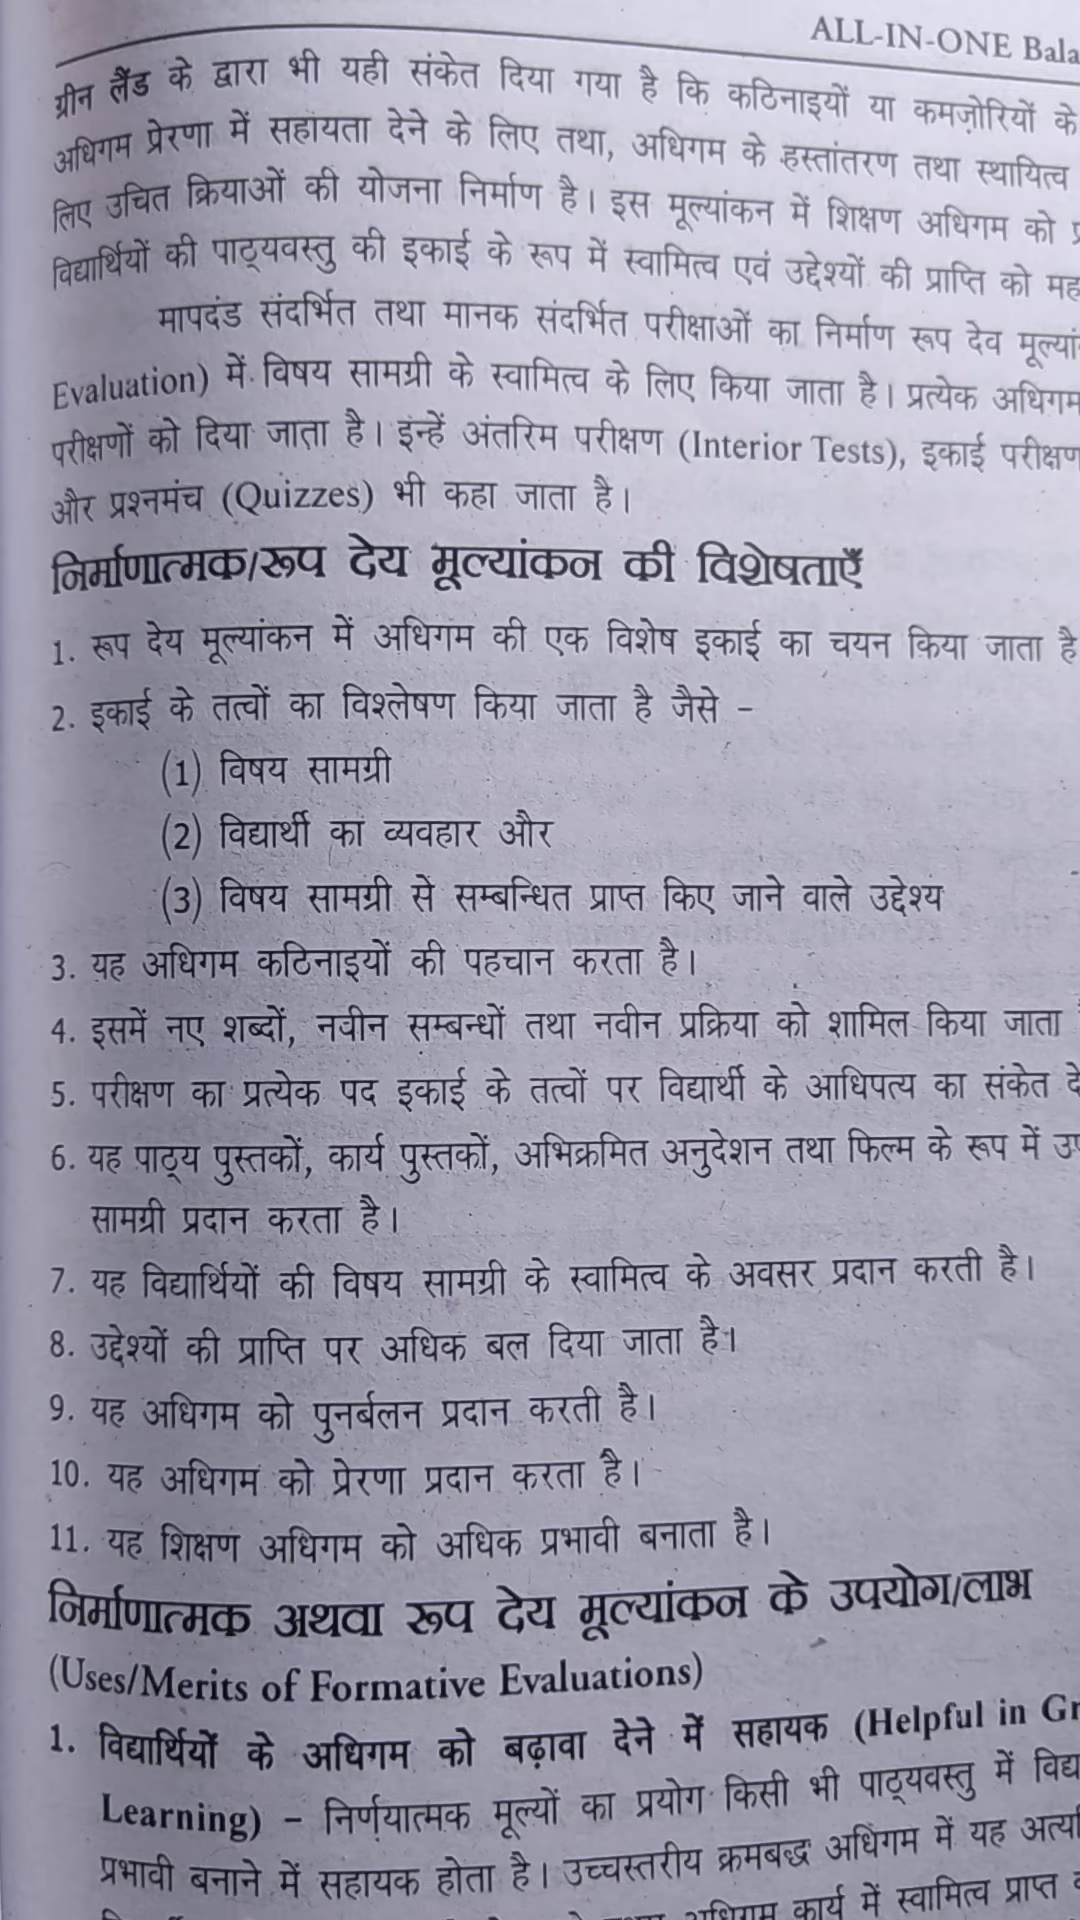 ALL-IN-ONE Bala
ग्रीन लैंड के द्वारा भी यही संकेत दिया गया है कि कठिनाइयों या कमज़ोरियों के
अधिगम प्रेरणा में सहायता देने के लिए तथा, अधिगम के हस्तांतरण तथा स्थायित्व
लिए उचित क्रियाओं की योजना निर्माण है। इस मूल्यांकन में शिक्षण अधिगम को
विद्यार्थियों की पाठ्यवस्तु की इकाई के रूप में स्वामित्व एवं उद्देश्यों की प्राप्ति को मह
मापदंड संदर्भित तथा मानक संदर्भित परीक्षाओं का निर्माण रूप देव मूल्यां
Evaluation) में विषय सामग्री के स्वामित्व के लिए किया जाता है। प्रत्येक अधिगम
परीक्षणों को दिया जाता है। इन्हें अंतरिम परीक्षण (Interior Tests), इकाई परीक्षण
और प्रश्नमंच (Quizzes) भी कहा जाता है।
निर्माणात्मक/रूप देय मूल्यांकन की विशेषताएँ
1. रूप देय मूल्यांकन में अधिगम की एक विशेष इकाई का चयन किया जाता है
2. इकाई के तत्वों का विश्लेषण किया जाता है जैसे –
(1) विषय सामग्री
(2) विद्यार्थी का व्यवहार और
(3) विषय सामग्री से सम्बन्धित प्राप्त किए जाने वाले उद्देश्य
3. यह अधिगम कठिनाइयों की पहचान करता है।
4. इसमें नए शब्दों, नवीन सम्बन्धों तथा नवीन प्रक्रिया को शामिल किया जाता
5. परीक्षण का प्रत्येक पद इकाई के तत्वों पर विद्यार्थी के आधिपत्य का संकेत दे
6. यह पाठ्य पुस्तकों, कार्य पुस्तकों, अभिक्रमित अनुदेशन तथा फिल्म के रूप में उप
सामग्री प्रदान करता है।
7. यह विद्यार्थियों की विषय सामग्री के स्वामित्व के अवसर प्रदान करती है।
8. उद्देश्यों की प्राप्ति पर अधिक बल दिया जाता है।
9. यह अधिगम को पुनर्बलन प्रदान करती है।
10. यह अधिगम को प्रेरणा प्रदान करता है।
11. यह शिक्षण अधिगम को अधिक प्रभावी बनाता है।
निर्माणात्मक अथवा रूप देय मूल्यांकन के उपयोग/लाभ
(Uses/Merits of Formative Evaluations)
1. विद्यार्थियों के अधिगम को बढ़ावा देने में सहायक (Helpful in Gr
Learning) – निर्णयात्मक मूल्यों का प्रयोग किसी भी पाठ्यवस्तु में विद्य
प्रभावी बनाने में सहायक होता है। उच्चस्तरीय क्रमबद्ध अधिगम में यह अत्या
अधिगम कार्य में स्वामित्व प्राप्त